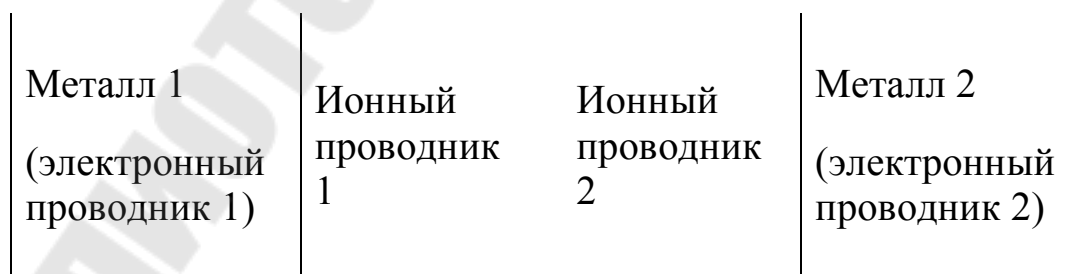 Металл 1
(электронный
проводник 1)
Ионный
проводник
1
Ионный
проводник
2
Металл 2
(электронный
проводник 2)